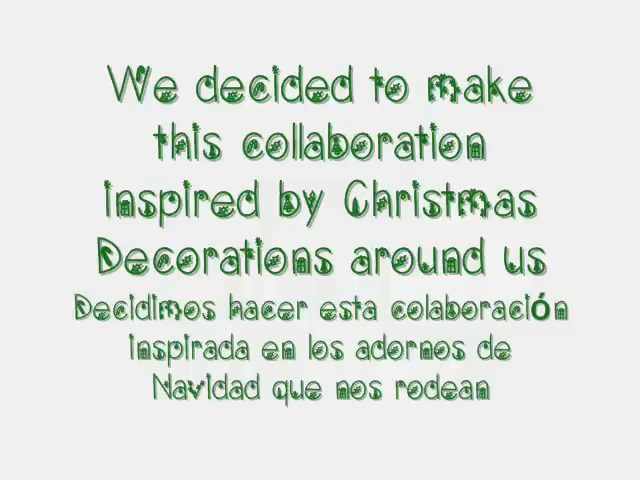 We decided to make
this collaboration
inspired by Christmas
Decorations around us
Decidimos hacer esta colaboración
inspirada en los adornos de
Navidad que nos rodean